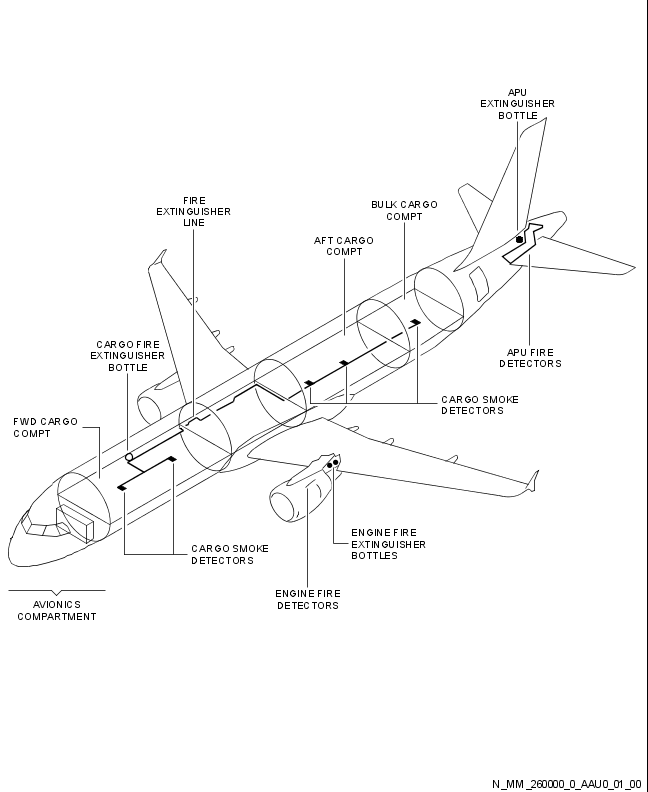 APU
EXTINGUISHER
BOTTLE
FIRE
EXTINGUISHER
LINE
BULK CARGO
COMPT
AFT CARGO
COMPT
CARGO FIRE
EXTINGUISHER
BOTTLE
APU FIRE
DETECTORS
CARGO SMOKE
DETECTORS
FWD CARGO
COMPT
ENGINE FIRE
EXTINGUISHER
BOTTLES
CARGO SMOKE
DETECTORS
ENGINE FIRE
DETECTORS
AVIONICS
COMPARTMENT
N_MM_260000_0_AAU0_01_00